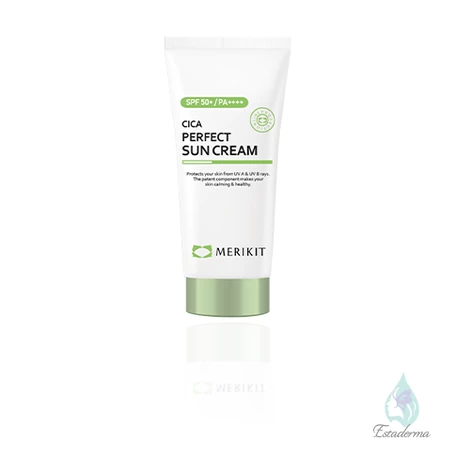 SPF 50+/PA++++
CICA
PERFECT
SUN CREAM
Protects your skin from UV A & UV B rays.
The patent component makes your
skin calming & healthy.
MERIKIT
MERIKIT
Estaderma